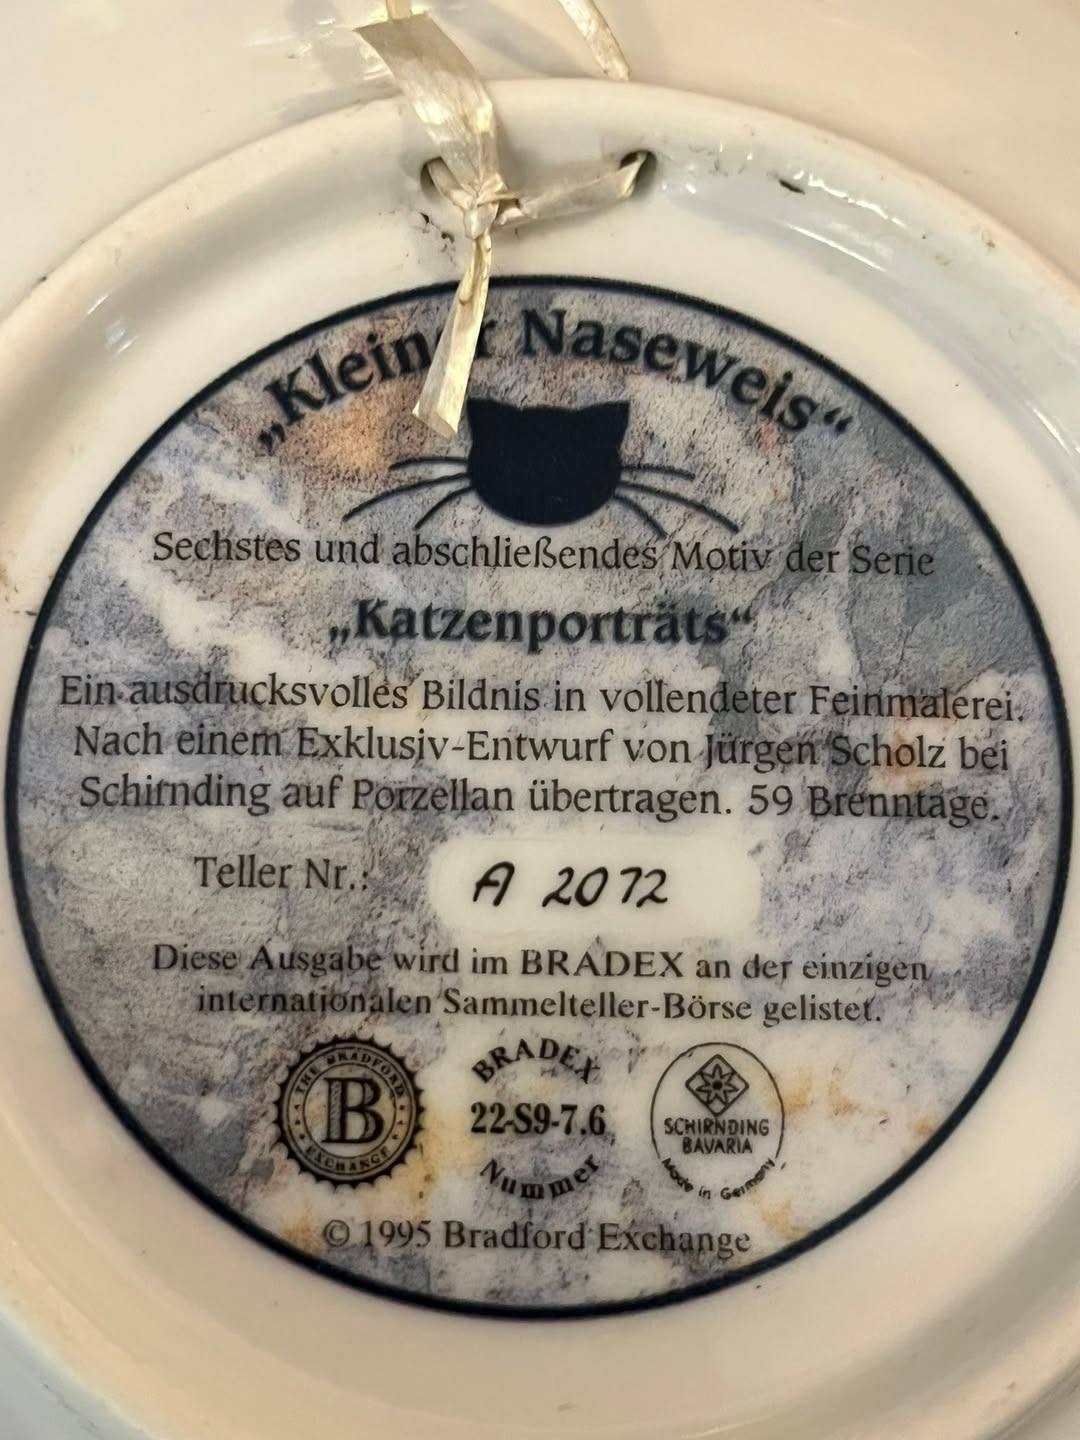 „Kleiner Naseweis“
Sechstes und abschließendes Motiv der Serie
„Katzenporträts“
Ein ausdrucksvolles Bildnis in vollendeter Feinmalerei.
Nach einem Exklusiv-Entwurf von Jürgen Scholz bei
Schirnding auf Porzellan übertragen. 59 Brenntage.
Teller Nr.: A 2072
Diese Ausgabe wird im BRADEX an der einzigen
internationalen Sammelteller-Börse gelistet.
THE BRADFORD
B
EXCHANGE
BRADEX
22-S9-7.6
Nummer
SCHIRNDING
BAVARIA
Made in Germany
© 1995 Bradford Exchange